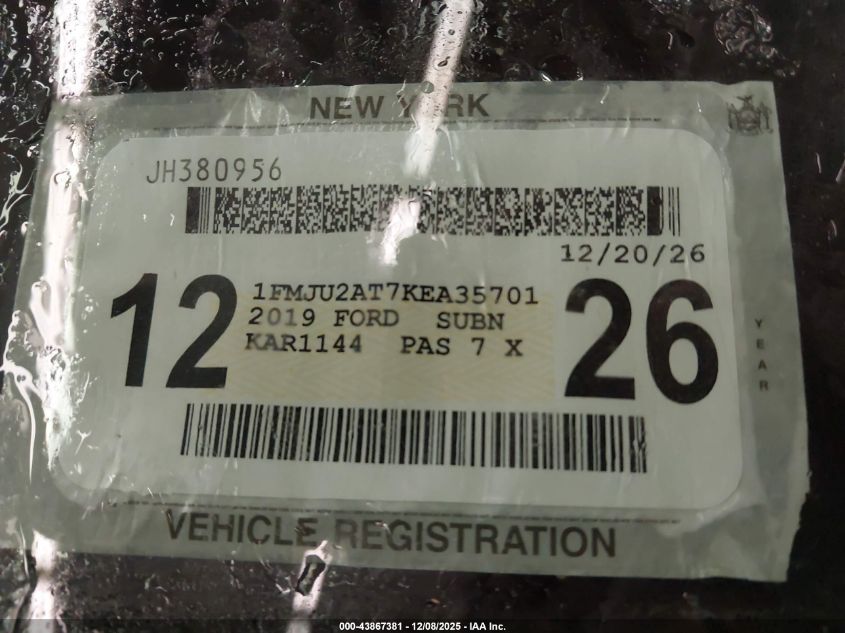 NEW YORK
JH380956
12/20/26
12
1FMJU2AT7KEA35701
2019 FORD SUBN
KAR1144 PAS 7 X
26
YEAR
VEHICLE REGISTRATION
000-43867381 - 12/08/2025 - IAA Inc.